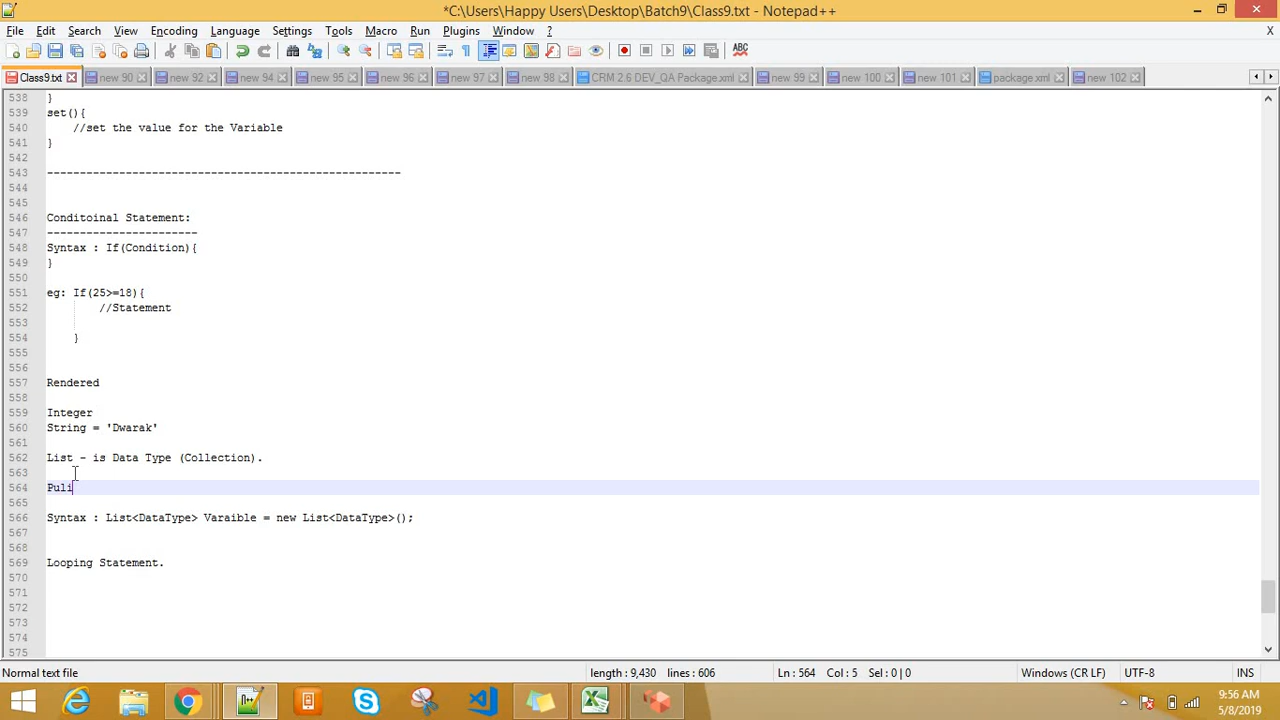 *C:\Users\Happy Users\Desktop\Batch9\Class9.txt - Notepad++
File Edit Search View Encoding Language Settings Tools Macro Run Plugins Window ? X
Class9.txt new 90 new 92 new 94 new 95 new 96 new 97 new 98 CRM 2.6 DEV_QA Package.xml new 99 new 100 new 101 package.xml new 102
538 }
539 set(){
540 //set the value for the Variable
541 }
542
543 ------------------------------------------------------
544
545
546 Conditoinal Statement:
547 -----------------------
548 Syntax : If(Condition){
549 }
550
551 eg: If(25>=18){
552 //Statement
553
554 }
555
556
557 Rendered
558
559 Integer
560 String = 'Dwarak'
561
562 List - is Data Type (Collection).
563
564 Puli
565
566 Syntax : List<DataType> Varaible = new List<DataType>();
567
568
569 Looping Statement.
570
571
572
573
574
575
Normal text file length : 9,430 lines : 606 Ln : 564 Col : 5 Sel : 0 | 0 Windows (CR LF) UTF-8 INS
9:56 AM
5/8/2019